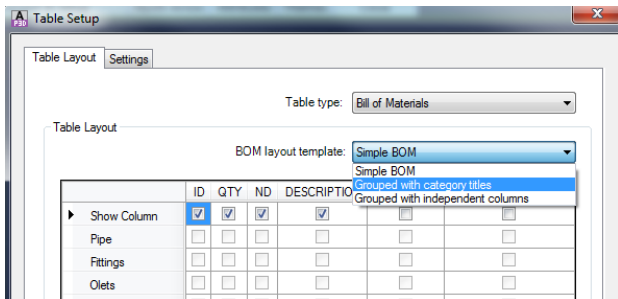 P3D
Table Setup
x
Table Layout Settings
Table type: Bill of Materials
Table Layout
BOM layout template: Simple BOM
Simple BOM
Grouped with category titles
Grouped with independent columns
ID QTY ND DESCRIPTIO
Show Column
Pipe
Fittings
Olets